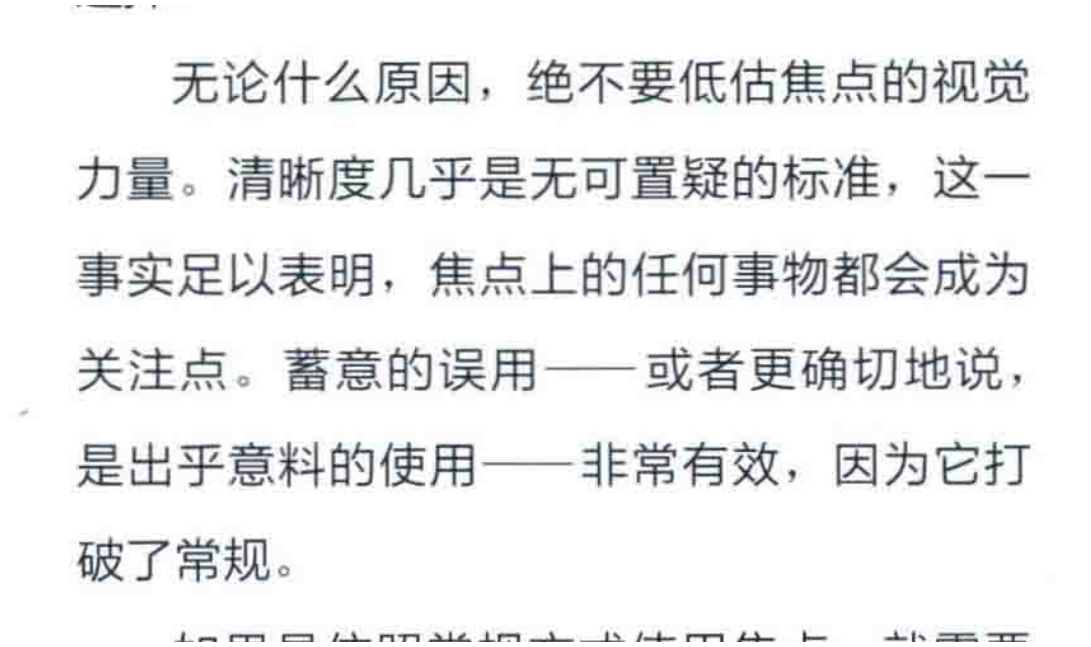 无论什么原因，绝不要低估焦点的视觉
力量。清晰度几乎是无可置疑的标准，这一
事实足以表明，焦点上的任何事物都会成为
关注点。蓄意的误用——或者更确切地说，
是出乎意料的使用——非常有效，因为它打
破了常规。